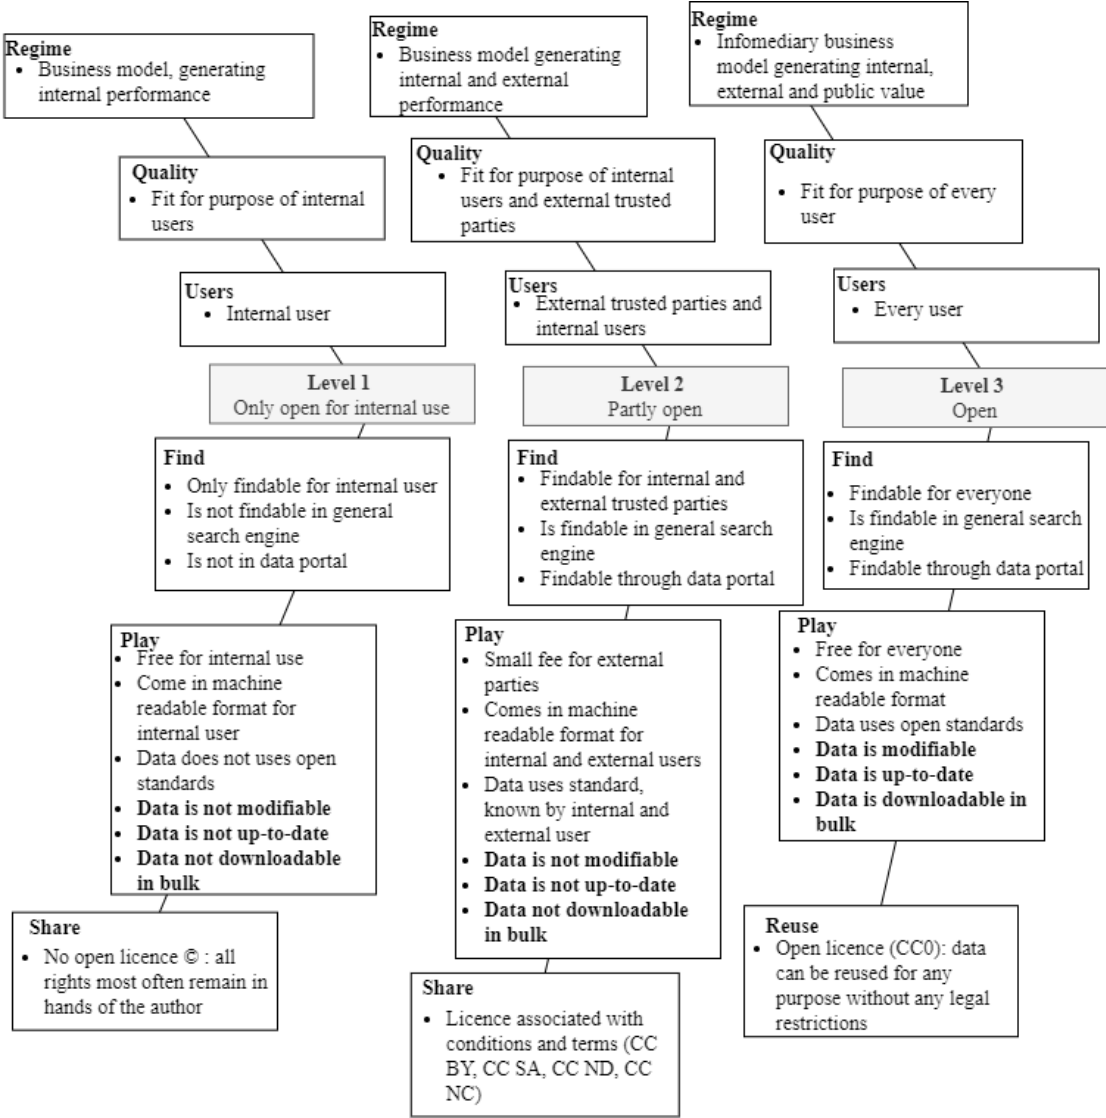 Regime
• Business model, generating
internal performance
Quality
• Fit for purpose of internal
users
Users
• Internal user
Level 1
Only open for internal use
Find
• Only findable for internal user
• Is not findable in general
search engine
• Is not in data portal
Play
• Free for internal use
• Come in machine
readable format for
internal user
• Data does not uses open
standards
• Data is not modifiable
• Data is not up-to-date
• Data not downloadable
in bulk
Share
• No open licence © : all
rights most often remain in
hands of the author
Regime
• Business model generating
internal and external
performance
Quality
• Fit for purpose of internal
users and external trusted
parties
Users
• External trusted parties and
internal users
Level 2
Partly open
Find
• Findable for internal and
external trusted parties
• Is findable in general search
engine
• Findable through data portal
Play
• Small fee for external
parties
• Comes in machine
readable format for
internal and external users
• Data uses standard,
known by internal and
external user
• Data is not modifiable
• Data is not up-to-date
• Data not downloadable
in bulk
Share
• Licence associated with
conditions and terms (CC
BY, CC SA, CC ND, CC
NC)
Regime
• Infomediary business
model generating internal,
external and public value
Quality
• Fit for purpose of every
user
Users
• Every user
Level 3
Open
Find
• Findable for everyone
• Is findable in general search
engine
• Findable through data portal
Play
• Free for everyone
• Comes in machine
readable format
• Data uses open standards
• Data is modifiable
• Data is up-to-date
• Data is downloadable in
bulk
Reuse
• Open licence (CC0): data
can be reused for any
purpose without any legal
restrictions